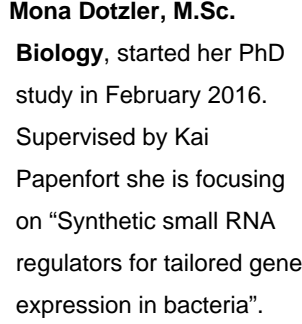 Mona Dotzler, M.Sc.
Biology, started her PhD
study in February 2016.
Supervised by Kai
Papenfort she is focusing
on “Synthetic small RNA
regulators for tailored gene
expression in bacteria”.